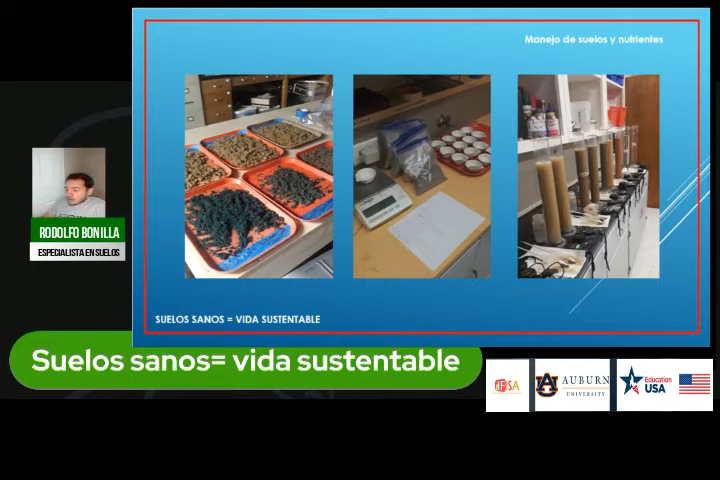 Manejo de suelos y nutrientes
RODOLFO BONILLA
ESPECIALISTA EN SUELOS
SUELOS SANOS = VIDA SUSTENTABLE
Suelos sanos= vida sustentable
IFSA
AUBURN
UNIVERSITY
Education
USA